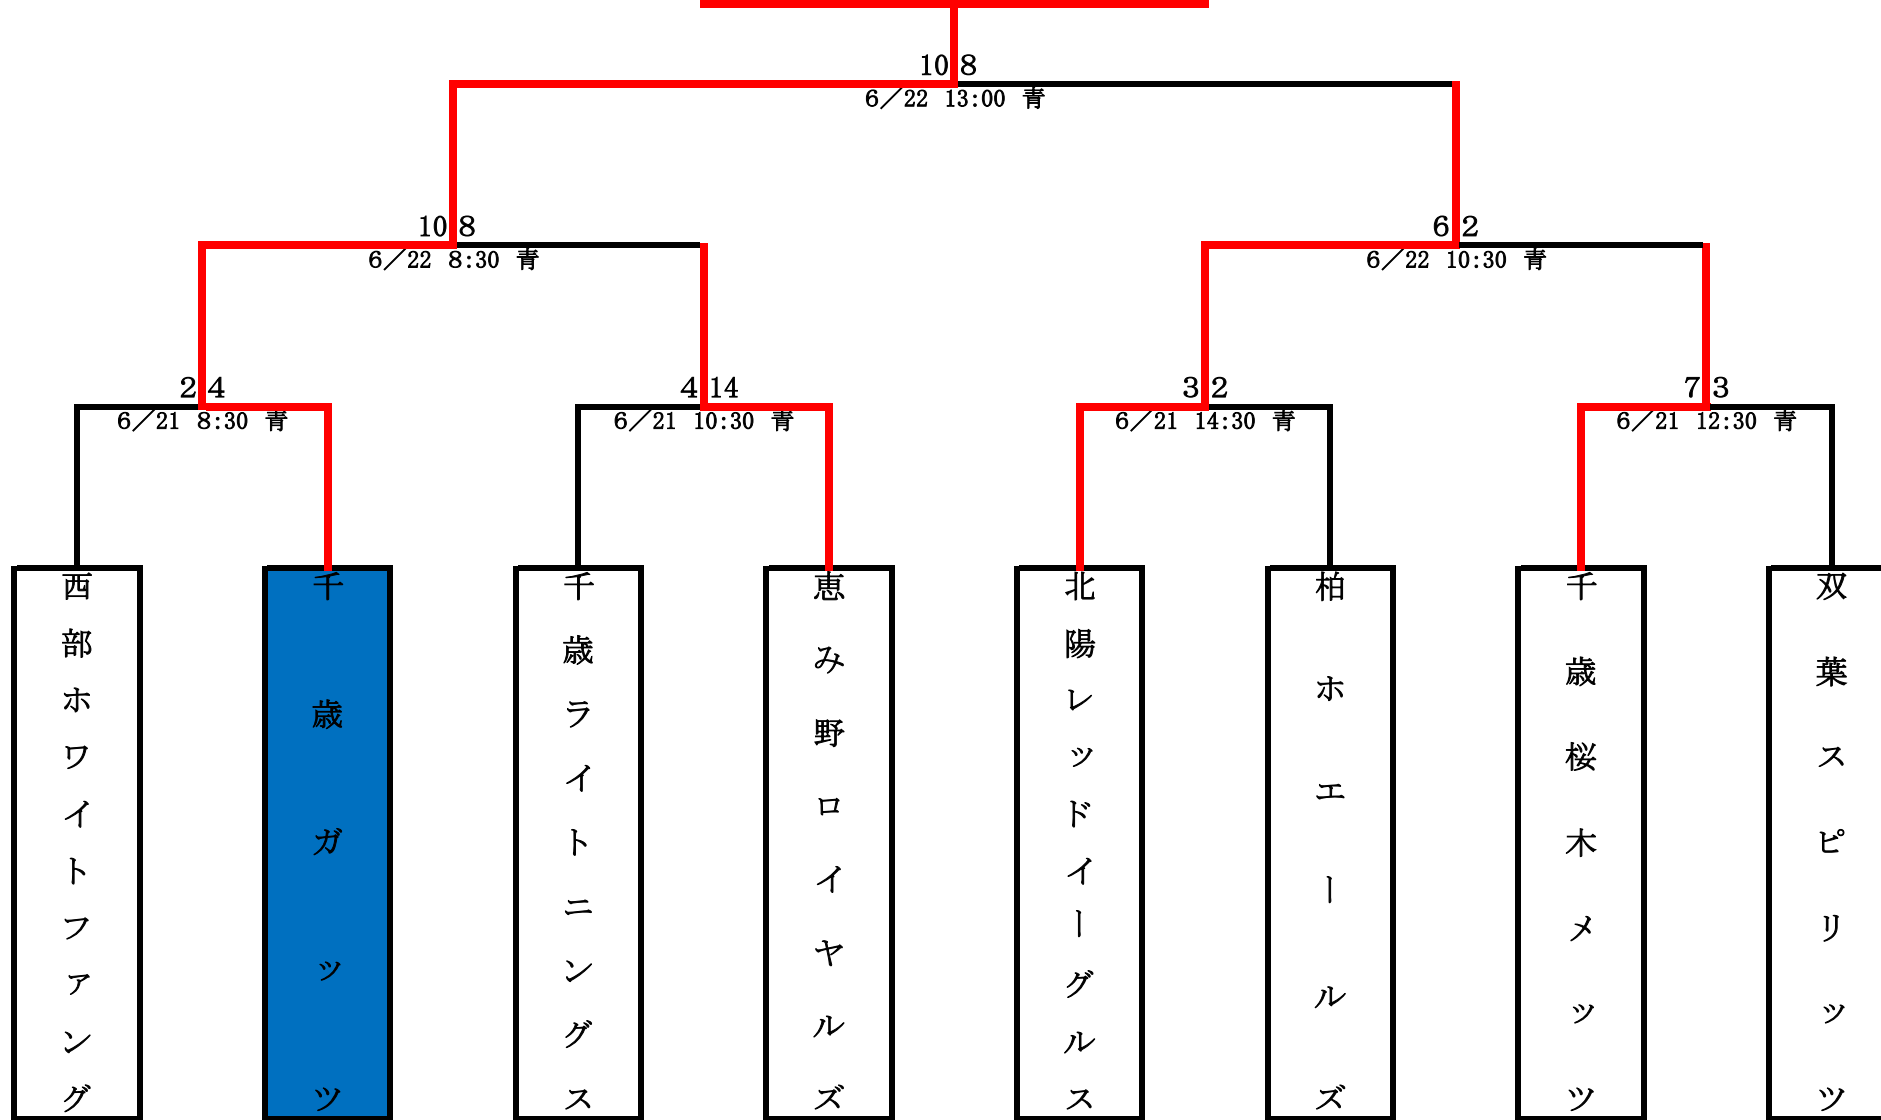 10 8
6／22 13:00 青
10 8
6／22 8:30 青
6 2
6／22 10:30 青
2 4
6／21 8:30 青
4 14
6／21 10:30 青
3 2
6／21 14:30 青
7 3
6／21 12:30 青
西部ホワイトファング
千歳ガッツ
千歳ライトニングス
恵み野ロイヤルズ
北陽レッドイーグルス
柏ホエールズ
千歳桜木メッツ
双葉スピリッツ